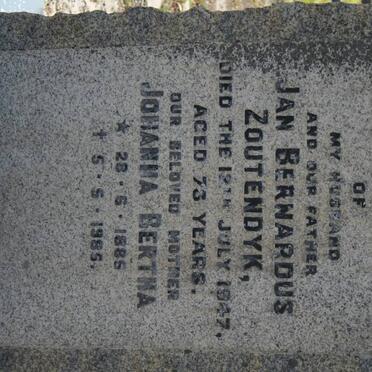 OF
MY HUSBAND
AND OUR FATHER
JAN BERNARDUS
ZOUTENDYK,
DIED THE 12TH JULY 1947,
AGED 73 YEARS.
OUR BELOVED MOTHER
JOHANNA BERTHA
★ 28-6-1885
✝ 5-5-1985.